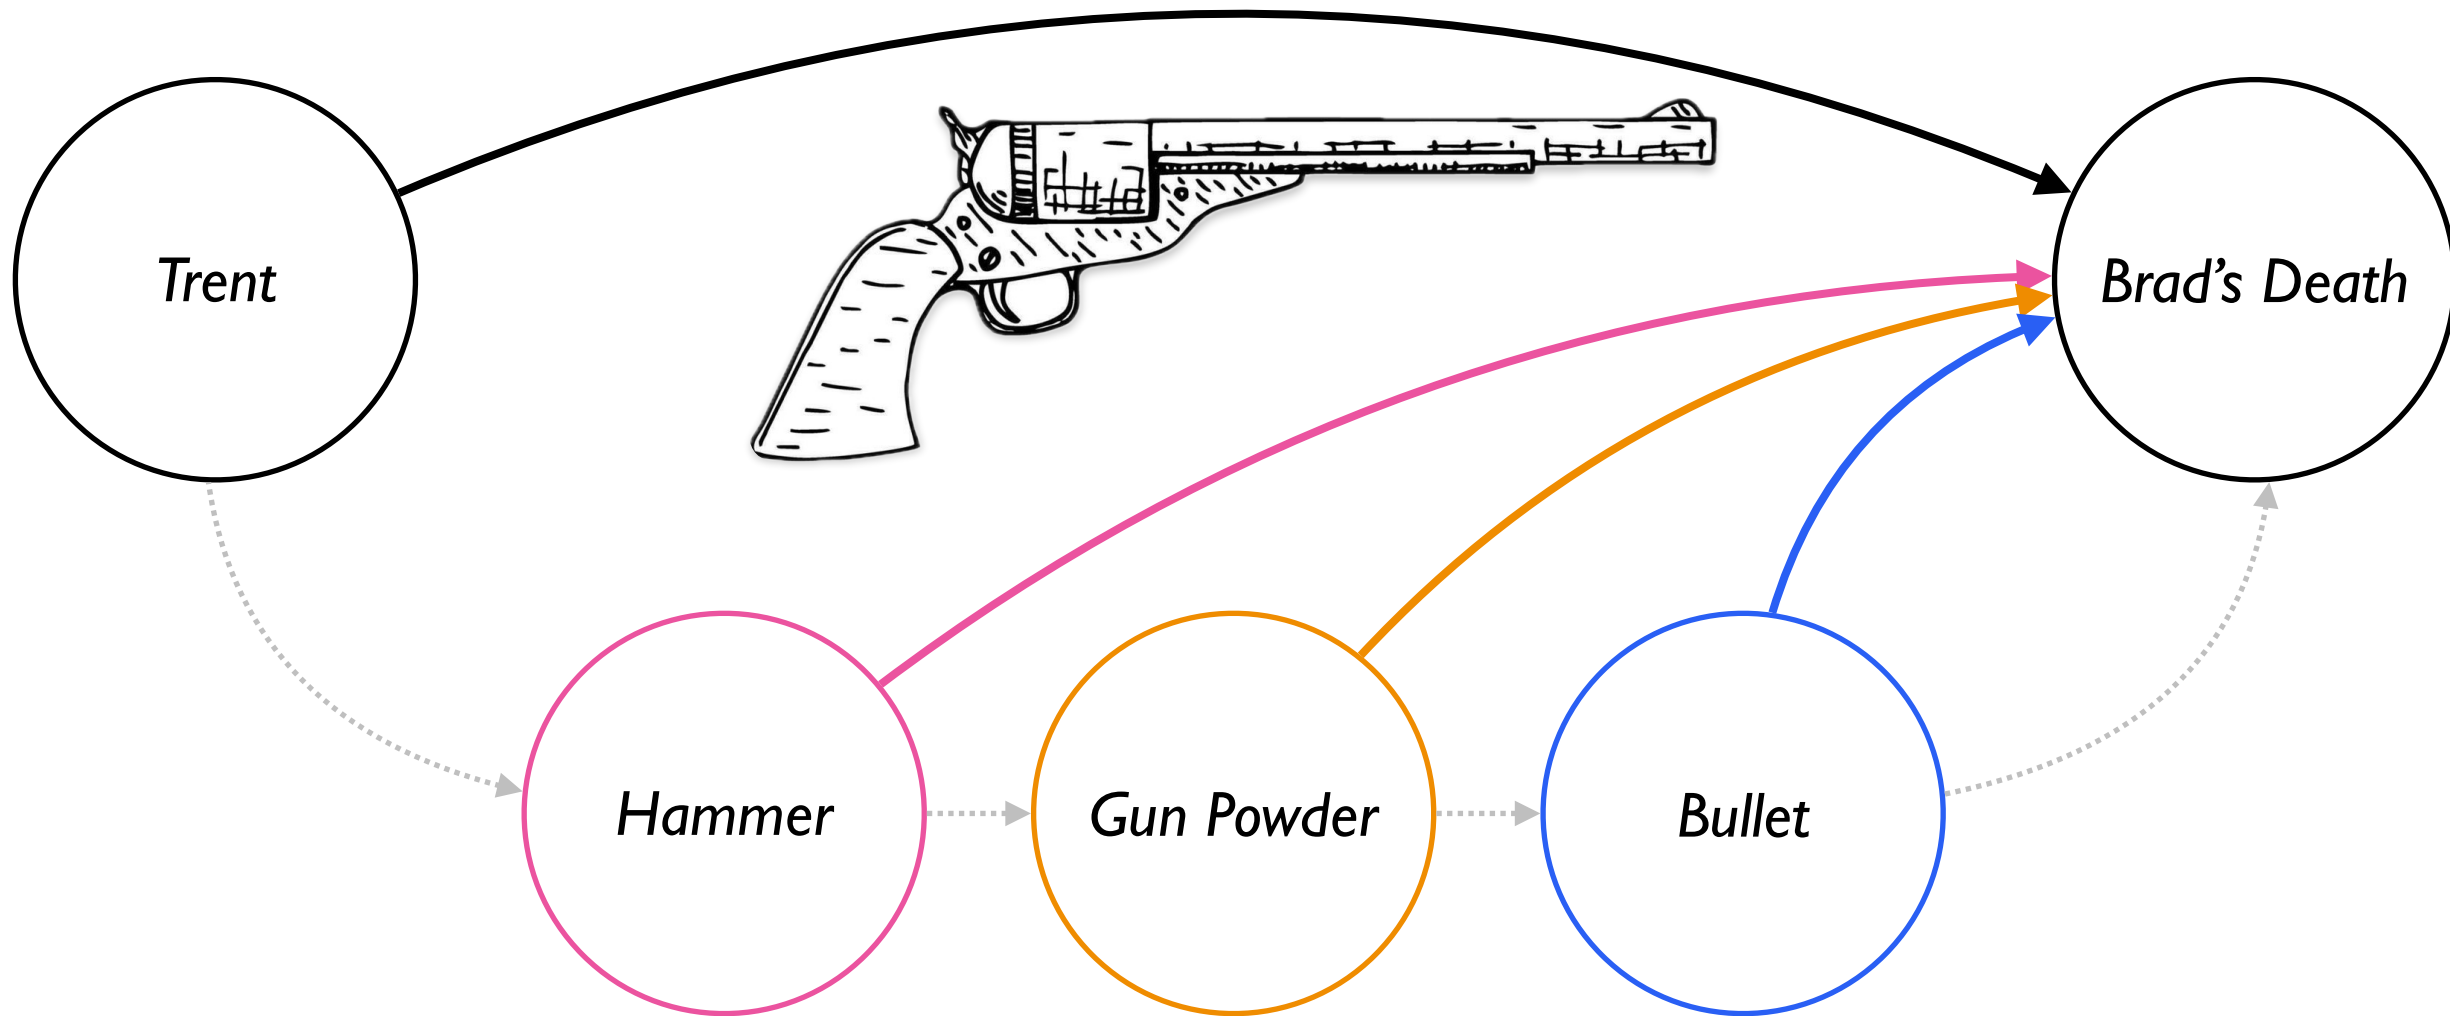 Trent
Brad’s Death
Hammer
Gun Powder
Bullet